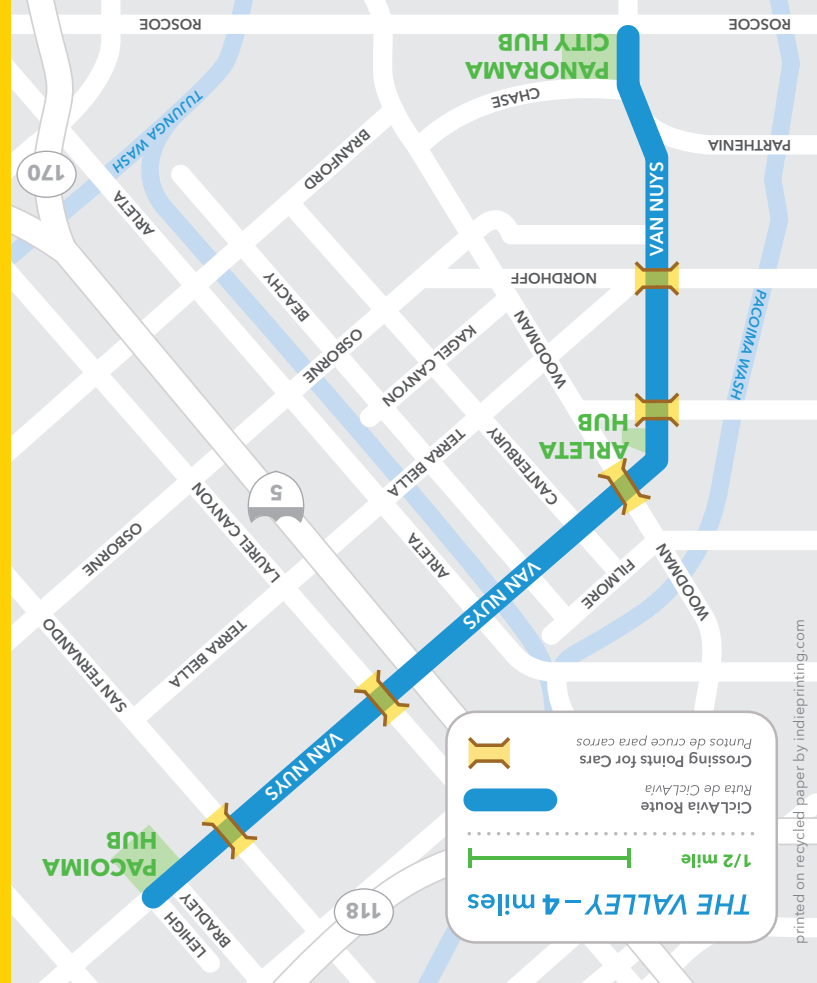 THE VALLEY – 4 miles
1/2 mile
CicLAvia Route
Ruta de CicLAvía
Crossing Points for Cars
Puntos de cruce para carros
118
LEHIGH
BRADLEY
PACOIMA
HUB
VAN NUYS
SAN FERNANDO
TERRA BELLA
WOODMAN
FILMORE
VAN NUYS
OSBORNE
LAUREL CANYON
ARLETA
5
CANTERBURY
TERRA BELLA
ARLETA
HUB
KAGEL CANYON
OSBORNE
WOODMAN
PACOIMA WASH
BEACHY
NORDHOFF
VAN NUYS
ARLETA
170
BRANFORD
TUJUNGA WASH
PARTHENIA
CHASE
PANORAMA
CITY HUB
ROSCOE
ROSCOE
printed on recycled paper by indieprinting.com